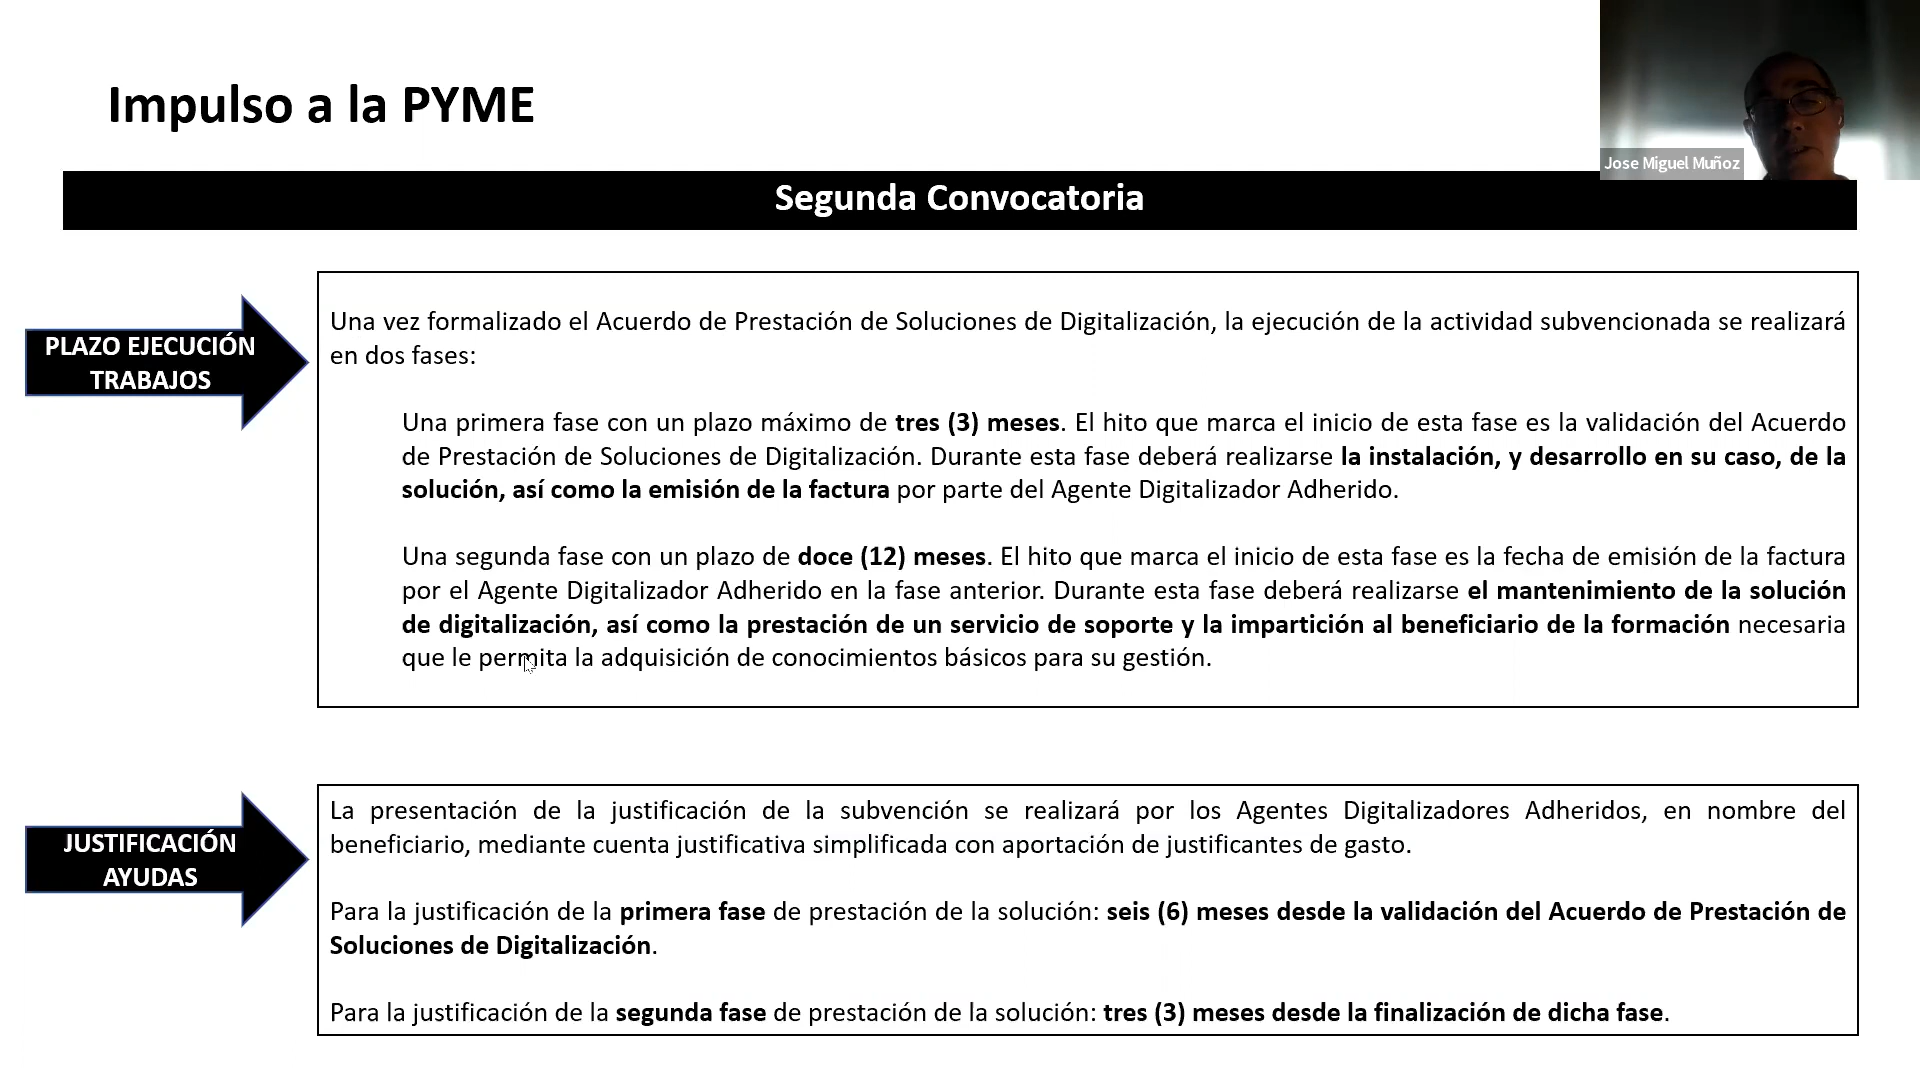 Impulso a la PYME
Jose Miguel Muñoz
Segunda Convocatoria
PLAZO EJECUCIÓN
TRABAJOS
Una vez formalizado el Acuerdo de Prestación de Soluciones de Digitalización, la ejecución de la actividad subvencionada se realizará
en dos fases:
Una primera fase con un plazo máximo de tres (3) meses. El hito que marca el inicio de esta fase es la validación del Acuerdo
de Prestación de Soluciones de Digitalización. Durante esta fase deberá realizarse la instalación, y desarrollo en su caso, de la
solución, así como la emisión de la factura por parte del Agente Digitalizador Adherido.
Una segunda fase con un plazo de doce (12) meses. El hito que marca el inicio de esta fase es la fecha de emisión de la factura
por el Agente Digitalizador Adherido en la fase anterior. Durante esta fase deberá realizarse el mantenimiento de la solución
de digitalización, así como la prestación de un servicio de soporte y la impartición al beneficiario de la formación necesaria
que le permita la adquisición de conocimientos básicos para su gestión.
JUSTIFICACIÓN
AYUDAS
La presentación de la justificación de la subvención se realizará por los Agentes Digitalizadores Adheridos, en nombre del
beneficiario, mediante cuenta justificativa simplificada con aportación de justificantes de gasto.
Para la justificación de la primera fase de prestación de la solución: seis (6) meses desde la validación del Acuerdo de Prestación de
Soluciones de Digitalización.
Para la justificación de la segunda fase de prestación de la solución: tres (3) meses desde la finalización de dicha fase.